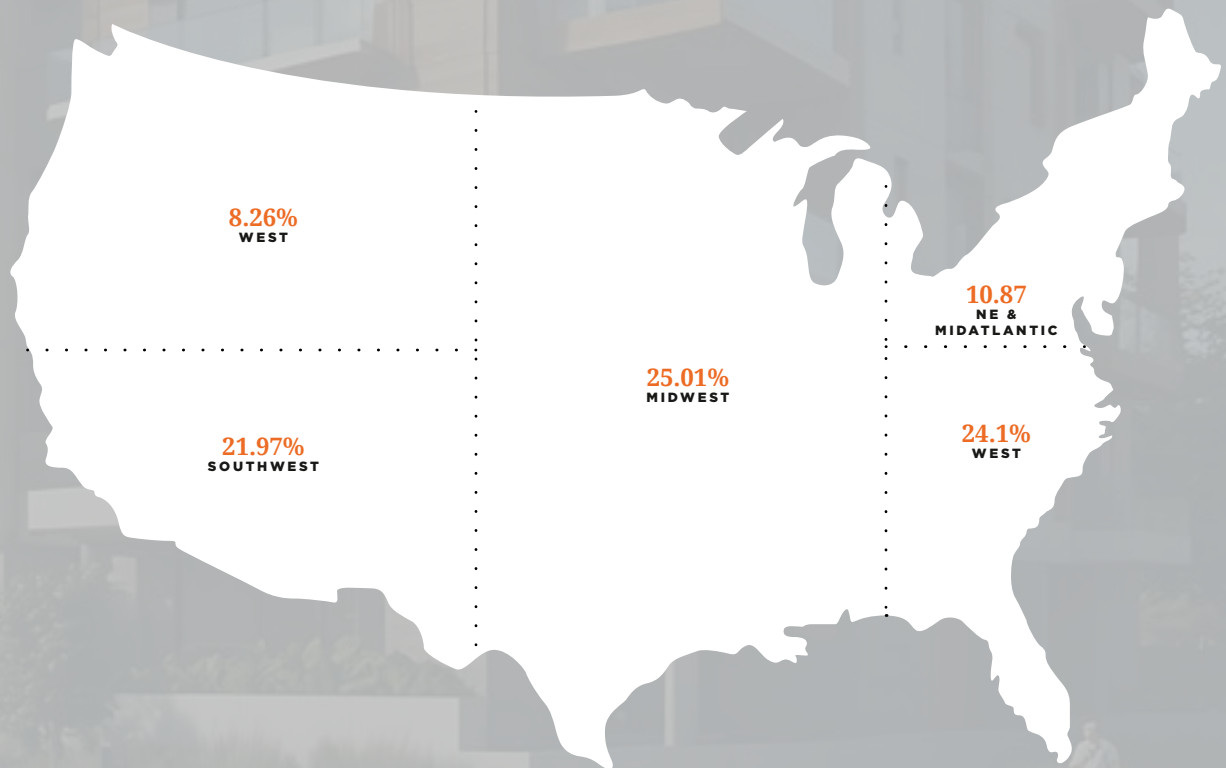 8.26%
WEST
10.87
NE &
MIDATLANTIC
25.01%
MIDWEST
21.97%
SOUTHWEST
24.1%
WEST